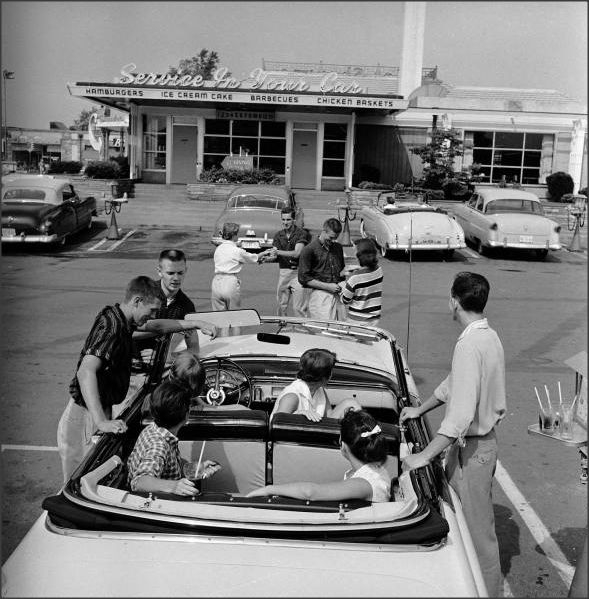 Service In Your Car
HAMBURGERS ICE CREAM CAKE BARBECUES CHICKEN BASKETS